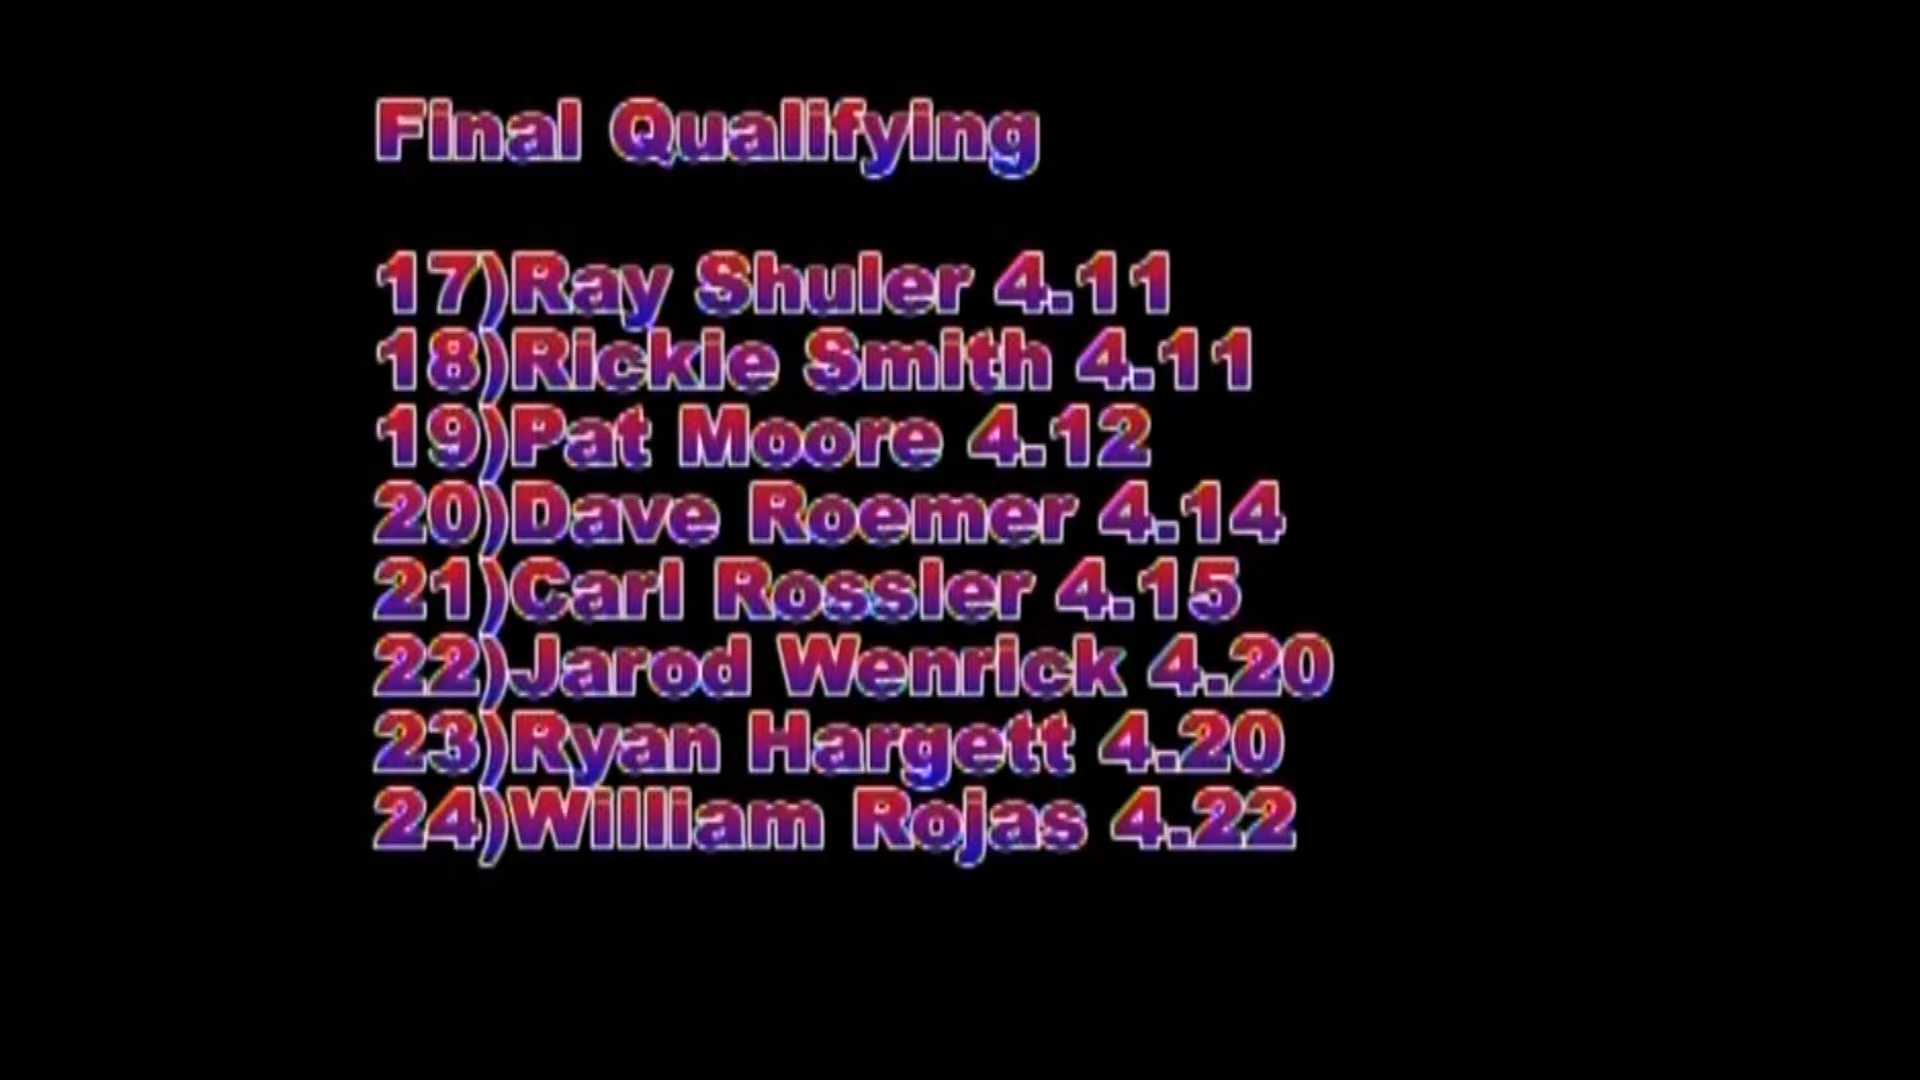 Final Qualifying
17)Ray Shuler 4.11
18)Rickie Smith 4.11
19)Pat Moore 4.12
20)Dave Roemer 4.14
21)Carl Rossler 4.15
22)Jarod Wenrick 4.20
23)Ryan Hargett 4.20
24)William Rojas 4.22